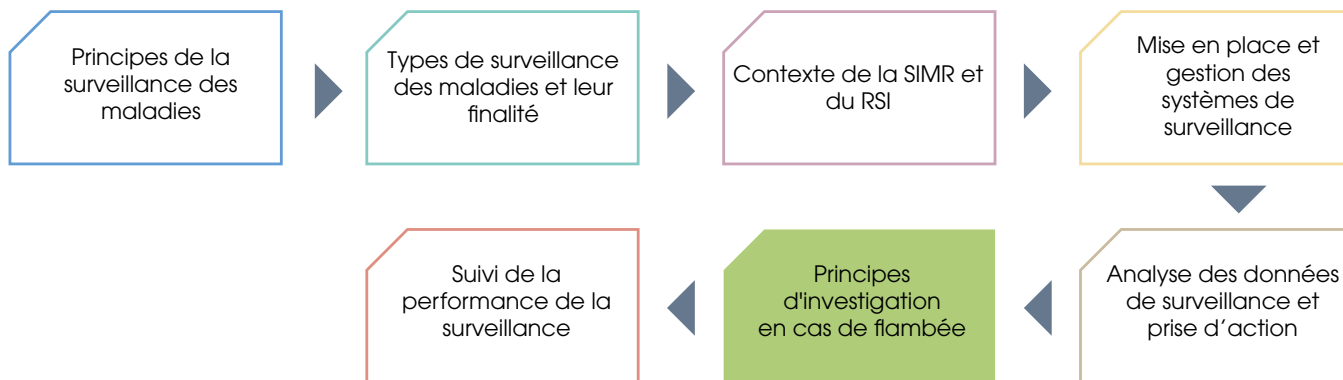 Principes de la
surveillance des
maladies
Types de surveillance
des maladies et leur
finalité
Contexte de la SIMR et
du RSI
Mise en place et
gestion des
systèmes de
surveillance
Analyse des données
de surveillance et
prise d’action
Principes
d'investigation
en cas de flambée
Suivi de la
performance de la
surveillance